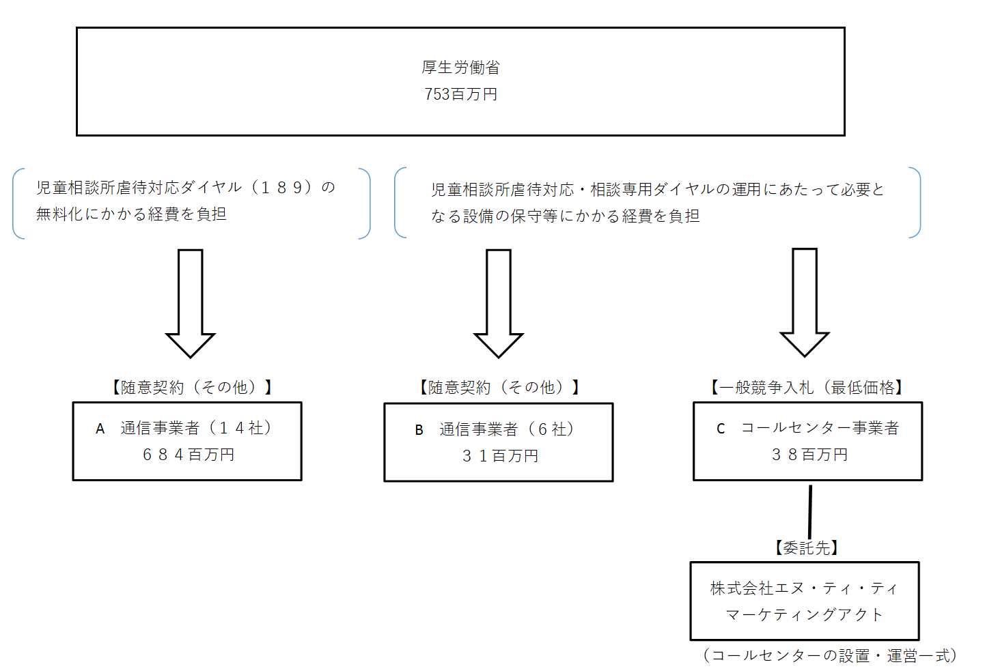 厚生労働省
753百万円
児童相談所虐待対応ダイヤル（１８９）の
無料化にかかる経費を負担
児童相談所虐待対応・相談専用ダイヤルの運用にあたって必要と
なる設備の保守等にかかる経費を負担
【随意契約（その他）】
A　通信事業者（１４社）
６８４百万円
【随意契約（その他）】
B　通信事業者（６社）
３１百万円
【一般競争入札（最低価格】
C　コールセンター事業者
３８百万円
【委託先】
株式会社エヌ・ティ・ティ
マーケティングアクト
（コールセンターの設置・運営一式）